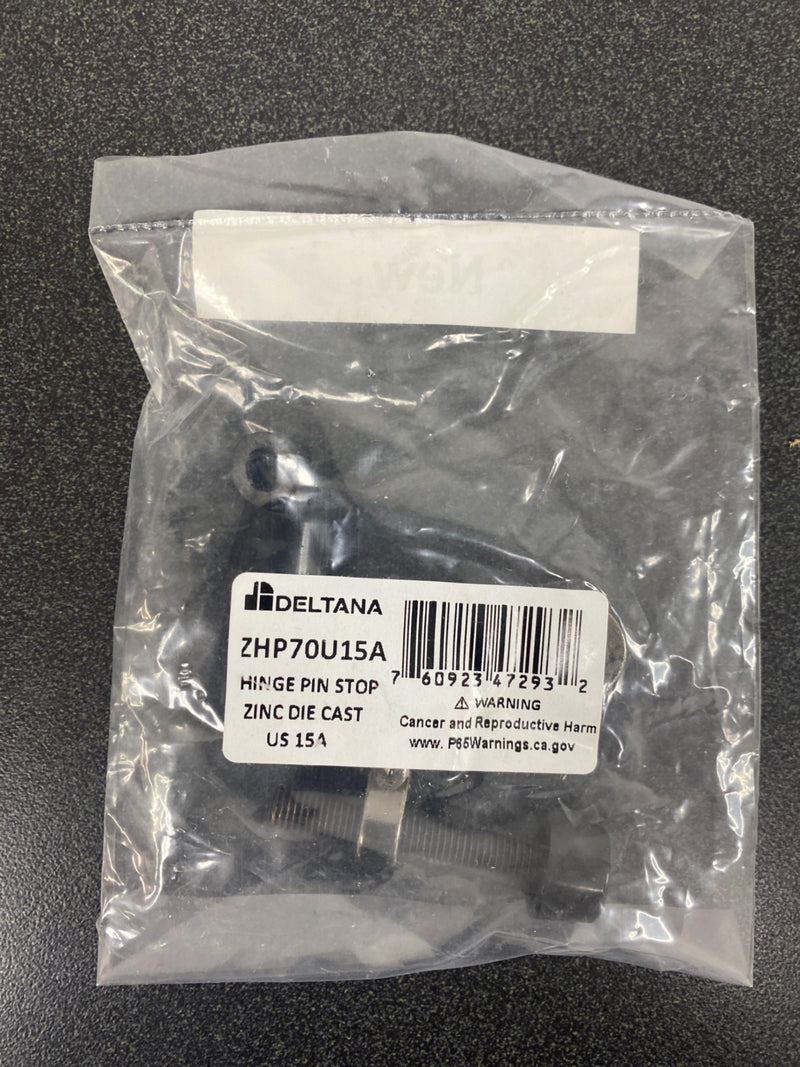 New
DELTANA
ZHP70U15A
HINGE PIN STOP
ZINC DIE CAST
US 15A
7 60923 47293 2
⚠ WARNING
Cancer and Reproductive Harm
www. P65Warnings.ca.gov